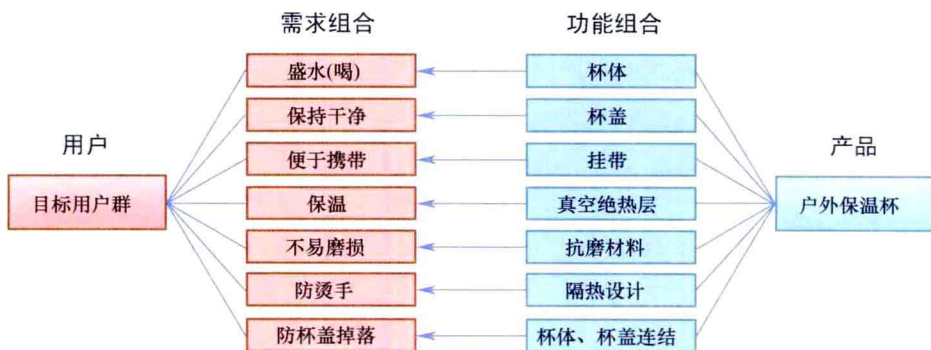 需求组合 功能组合
盛水(喝) 杯体
保持干净 杯盖
用户 产品
便于携带 挂带
目标用户群 保温 真空绝热层 户外保温杯
不易磨损 抗磨材料
防烫手 隔热设计
防杯盖掉落 杯体、杯盖连结